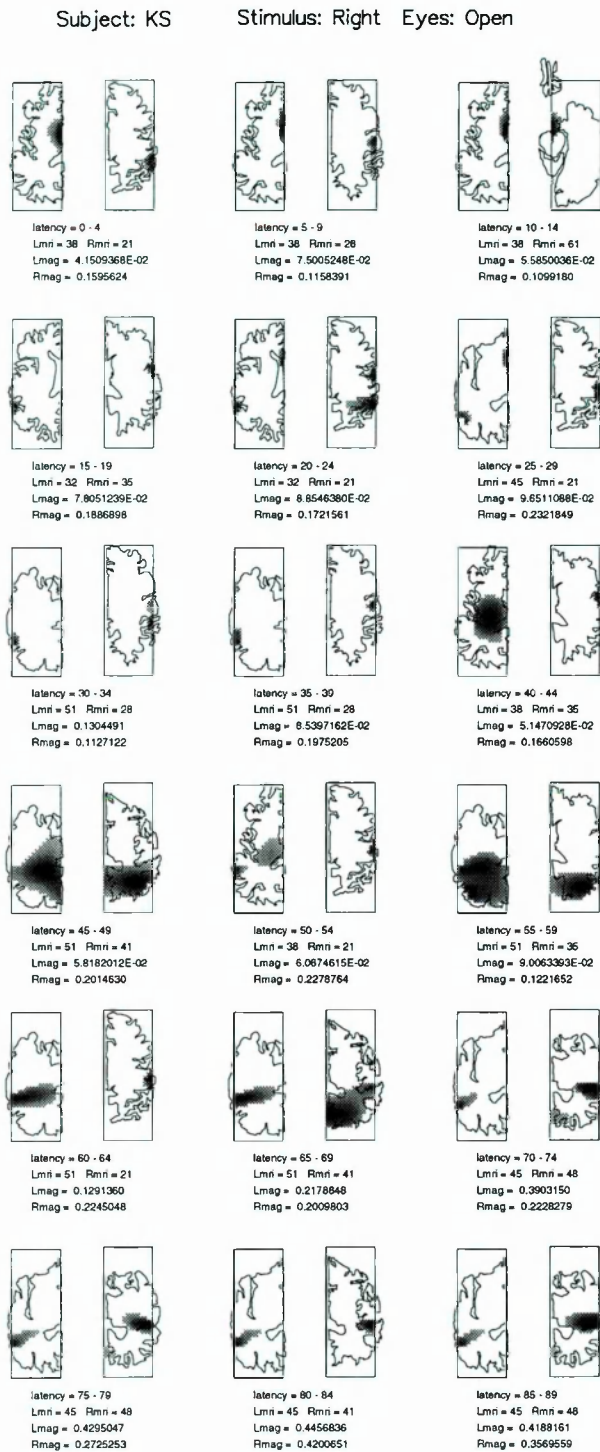 Subject: KS Stimulus: Right Eyes: Open
latency = 0 - 4
Lmri = 38 Rmri = 21
Lmag = 4.1509368E-02
Rmag = 0.1595624
latency = 5 - 9
Lmri = 38 Rmri = 28
Lmag = 7.5005248E-02
Rmag = 0.1158391
latency = 10 - 14
Lmri = 38 Rmri = 61
Lmag = 5.5850036E-02
Rmag = 0.1099180
latency = 15 - 19
Lmri = 32 Rmri = 35
Lmag = 7.8051239E-02
Rmag = 0.1886898
latency = 20 - 24
Lmri = 32 Rmri = 21
Lmag = 8.8546380E-02
Rmag = 0.1721561
latency = 25 - 29
Lmri = 45 Rmri = 21
Lmag = 9.6511088E-02
Rmag = 0.2321849
latency = 30 - 34
Lmri = 51 Rmri = 28
Lmag = 0.1304491
Rmag = 0.1127122
latency = 35 - 39
Lmri = 51 Rmri = 28
Lmag = 6.5397162E-02
Rmag = 0.1975205
latency = 40 - 44
Lmri = 38 Rmri = 35
Lmag = 5.1470928E-02
Rmag = 0.1660598
latency = 45 - 49
Lmri = 51 Rmri = 41
Lmag = 5.8182012E-02
Rmag = 0.2014630
latency = 50 - 54
Lmri = 38 Rmri = 21
Lmag = 6.0674615E-02
Rmag = 0.2278764
latency = 55 - 59
Lmri = 51 Rmri = 35
Lmag = 9.0063393E-02
Rmag = 0.1221652
latency = 60 - 64
Lmri = 51 Rmri = 21
Lmag = 0.1291360
Rmag = 0.2245048
latency = 65 - 69
Lmri = 51 Rmri = 41
Lmag = 0.2178848
Rmag = 0.2009803
latency = 70 - 74
Lmri = 45 Rmri = 48
Lmag = 0.3903150
Rmag = 0.2228279
latency = 75 - 79
Lmri = 45 Rmri = 48
Lmag = 0.4295047
Rmag = 0.2725253
latency = 80 - 84
Lmri = 45 Rmri = 41
Lmag = 0.4456836
Rmag = 0.4200651
latency = 85 - 89
Lmri = 45 Rmri = 48
Lmag = 0.4188161
Rmag = 0.3569559